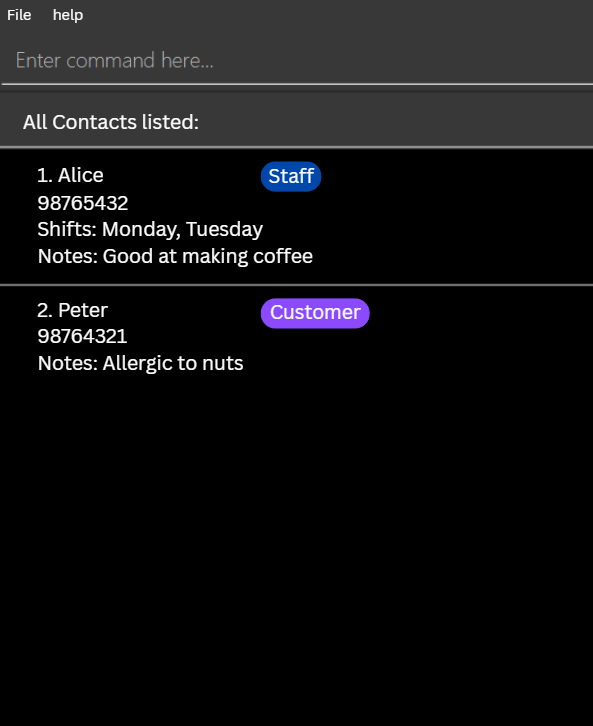 File help
Enter command here...
All Contacts listed:
1. Alice Staff
98765432
Shifts: Monday, Tuesday
Notes: Good at making coffee
2. Peter Customer
98764321
Notes: Allergic to nuts